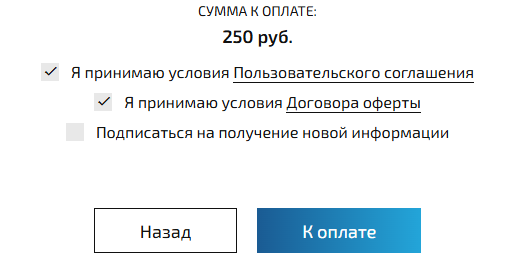 СУММА К ОПЛАТЕ:
250 руб.
Я принимаю условия Пользовательского соглашения
Я принимаю условия Договора оферты
Подписаться на получение новой информации
Назад
К оплате